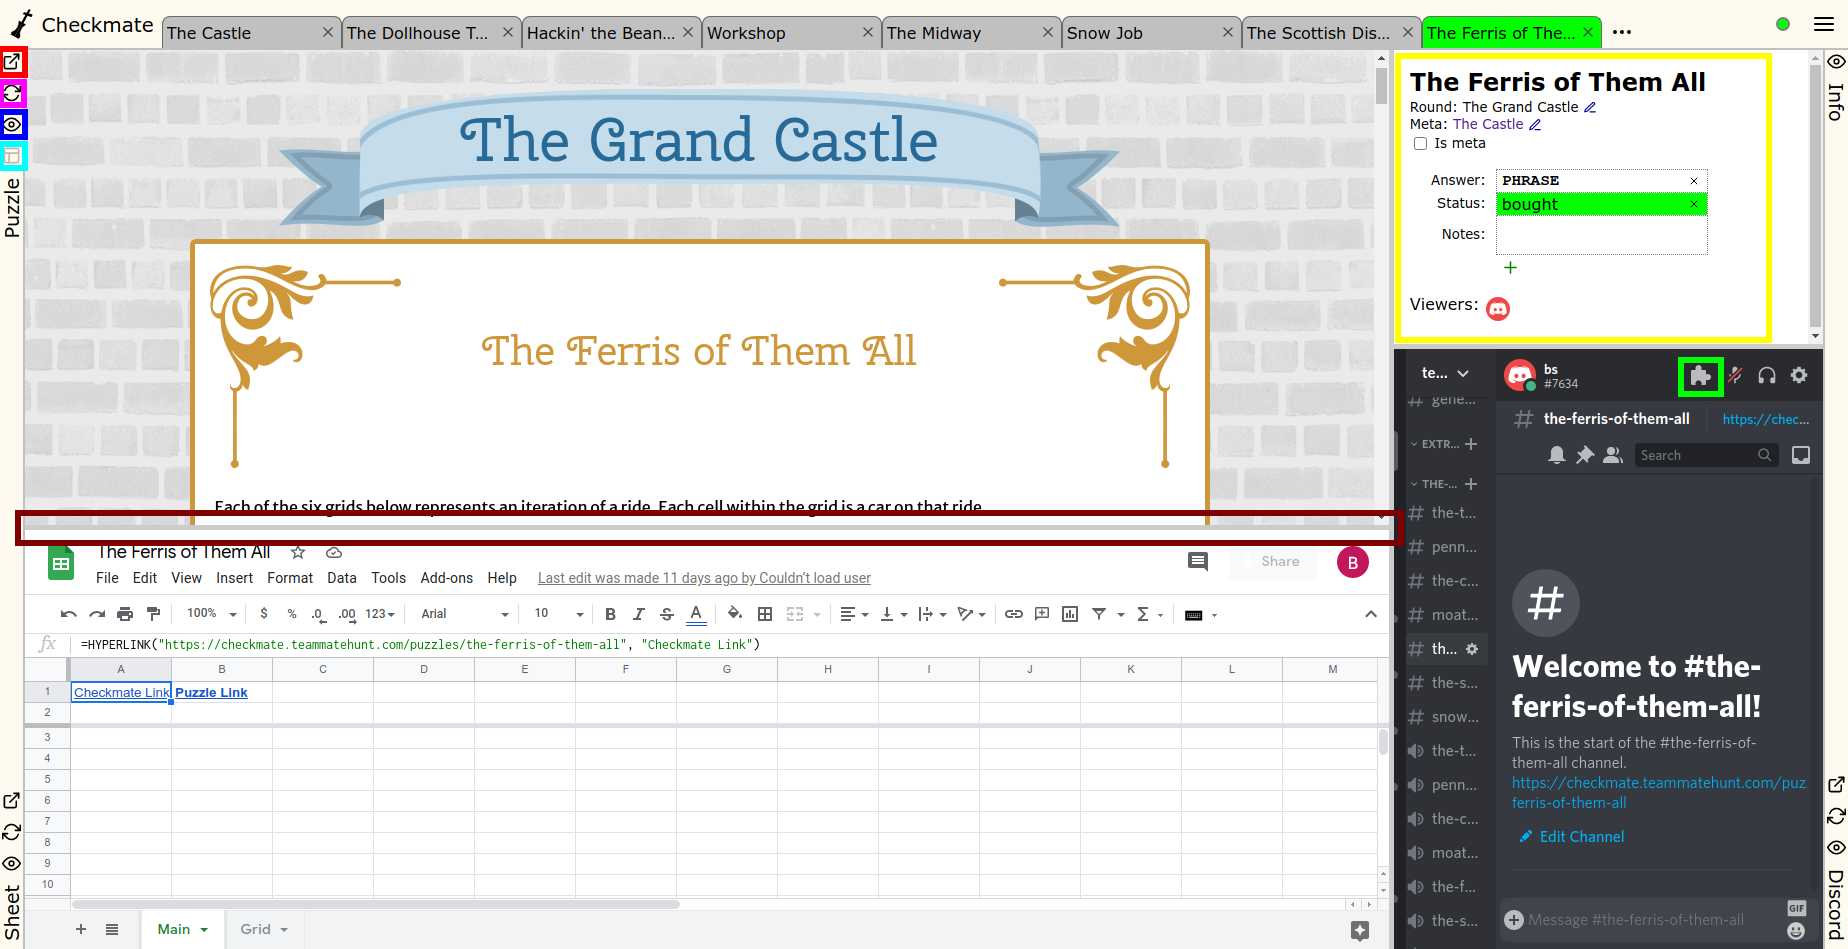 Checkmate
The Castle
The Dollhouse T...
Hackin' the Bean...
Workshop
The Midway
Snow Job
The Scottish Dis...
The Ferris of The...
Puzzle
The Grand Castle
The Ferris of Them All
Each of the six grids below represents an iteration of a ride. Each cell within the grid is a car on that ride.
Info
The Ferris of Them All
Round: The Grand Castle
Meta: The Castle
Is meta
Answer: PHRASE
Status: bought
Notes:
Viewers:
Sheet
The Ferris of Them All
Share
B
File Edit View Insert Format Data Tools Add-ons Help Last edit was made 11 days ago by Couldn't load user
100% $ % .0 .00 123 Arial 10 B I S A
fx =HYPERLINK("https://checkmate.teammatehunt.com/puzzles/the-ferris-of-them-all", "Checkmate Link")
A B C D E F G H I J K L M
1 Checkmate Link Puzzle Link
2
3
4
5
6
7
8
9
10
Main
Grid
te...
bs
#7634
# gene...
EXTR...
THE-...
# the-t...
# penn...
# the-c...
# moat...
# th...
# the-s...
# snow...
the-t...
penn...
the-c...
moat...
the-f...
the-s...
# the-ferris-of-them-all
https://chec...
Search
#
Welcome to #the-
ferris-of-them-all!
This is the start of the #the-ferris-of-
them-all channel.
https://checkmate.teammatehunt.com/puz
ferris-of-them-all
Edit Channel
Message #the-ferris-of-them-all
GIF
Discord